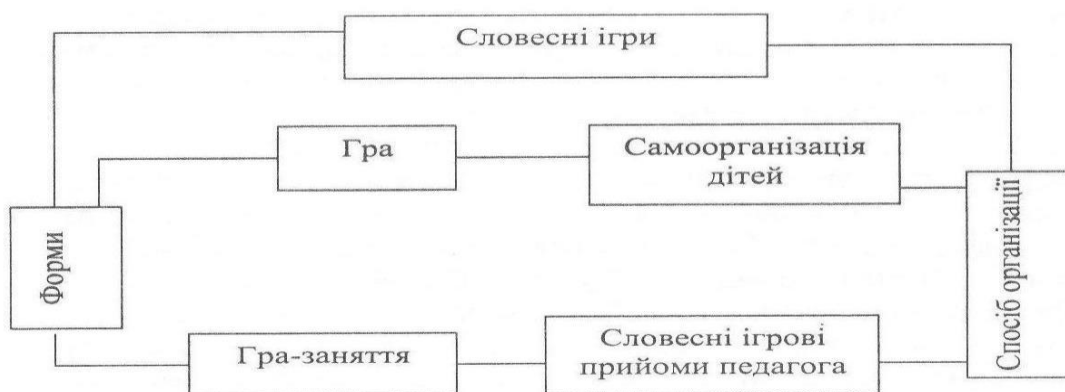 Словесні ігри
Гра
Самоорганізація
дітей
Форми
Спосіб організації
Гра-заняття
Словесні ігрові
прийоми педагога